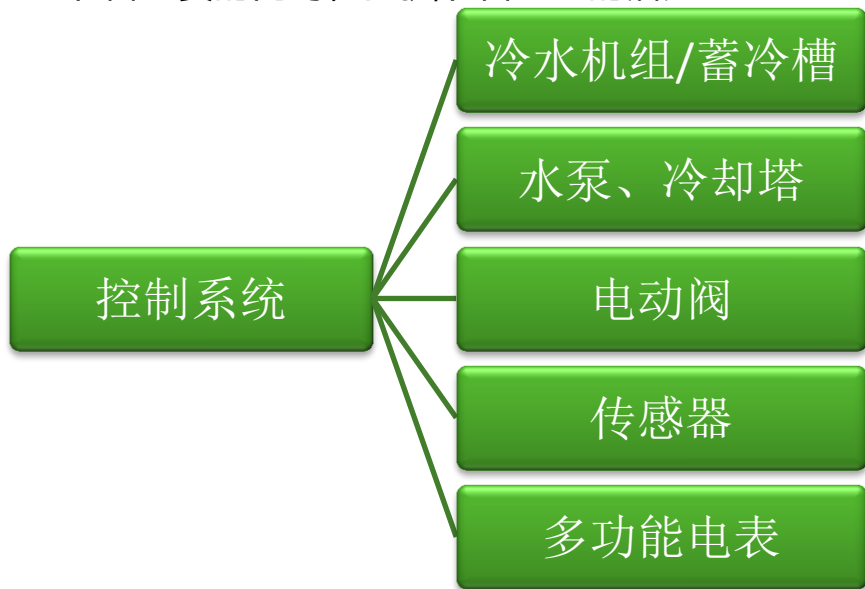 冷水机组/蓄冷槽
水泵、冷却塔
控制系统
电动阀
传感器
多功能电表